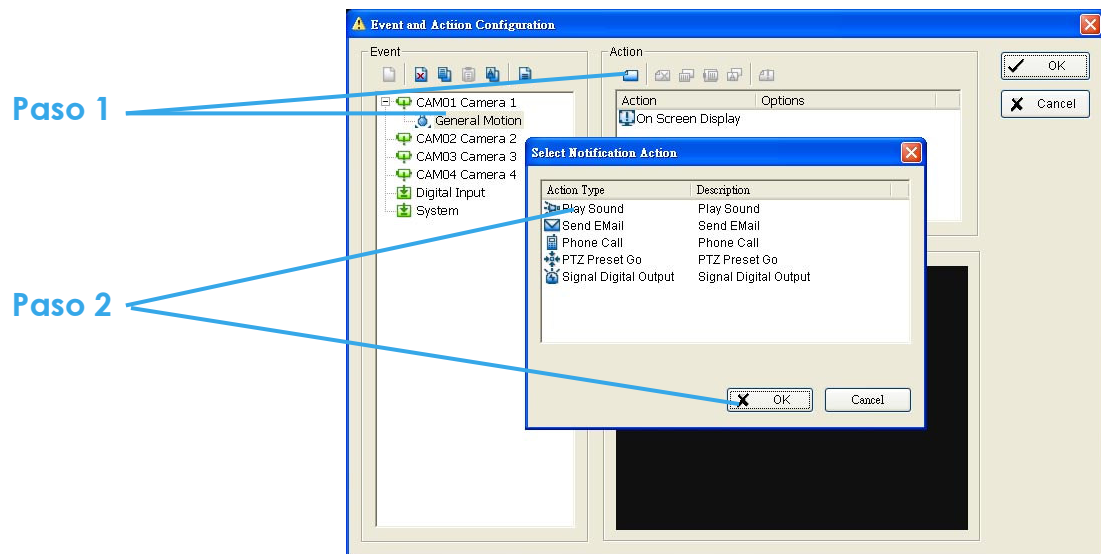 Event and Actiion Configuration
Event
Action
OK
Cancel
Paso 1
CAM01 Camera 1
General Motion
CAM02 Camera 2
CAM03 Camera 3
CAM04 Camera 4
Digital Input
System
Action Options
On Screen Display
Select Notification Action
Action Type Description
Play Sound Play Sound
Send EMail Send EMail
Phone Call Phone Call
PTZ Preset Go PTZ Preset Go
Signal Digital Output Signal Digital Output
Paso 2
OK Cancel